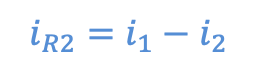 i_{R2} = i_1 − i_2